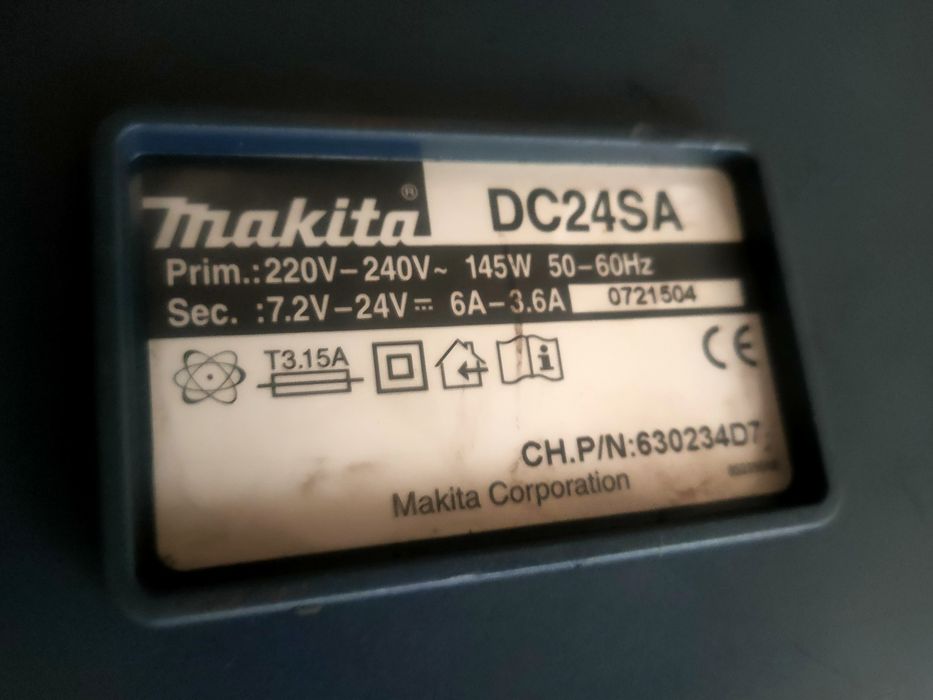 makita® DC24SA
Prim.:220V-240V~ 145W 50-60Hz
Sec. :7.2V-24V⎓ 6A-3.6A 0721504
T3.15A
i
CE
CH.P/N:630234D7
Makita Corporation